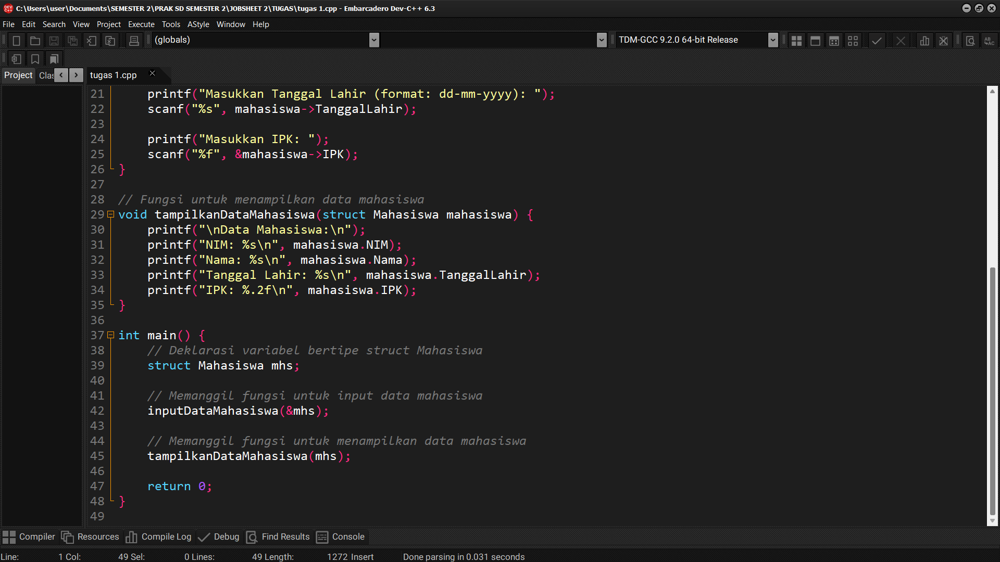 C:\Users\user\Documents\SEMESTER 2\PRAK SD SEMESTER 2\JOBSHEET 2\TUGAS\tugas 1.cpp - Embarcadero Dev-C++ 6.3
File Edit Search View Project Execute Tools AStyle Window Help
(globals) TDM-GCC 9.2.0 64-bit Release
Project Clas tugas 1.cpp
21 printf("Masukkan Tanggal Lahir (format: dd-mm-yyyy): ");
22 scanf("%s", mahasiswa->TanggalLahir);
23
24 printf("Masukkan IPK: ");
25 scanf("%f", &mahasiswa->IPK);
26 }
27
28 // Fungsi untuk menampilkan data mahasiswa
29 void tampilkanDataMahasiswa(struct Mahasiswa mahasiswa) {
30 printf("\nData Mahasiswa:\n");
31 printf("NIM: %s\n", mahasiswa.NIM);
32 printf("Nama: %s\n", mahasiswa.Nama);
33 printf("Tanggal Lahir: %s\n", mahasiswa.TanggalLahir);
34 printf("IPK: %.2f\n", mahasiswa.IPK);
35 }
36
37 int main() {
38 // Deklarasi variabel bertipe struct Mahasiswa
39 struct Mahasiswa mhs;
40
41 // Memanggil fungsi untuk input data mahasiswa
42 inputDataMahasiswa(&mhs);
43
44 // Memanggil fungsi untuk menampilkan data mahasiswa
45 tampilkanDataMahasiswa(mhs);
46
47 return 0;
48 }
49
Compiler Resources Compile Log Debug Find Results Console
Line: 1 Col: 49 Sel: 0 Lines: 49 Length: 1272 Insert Done parsing in 0.031 seconds